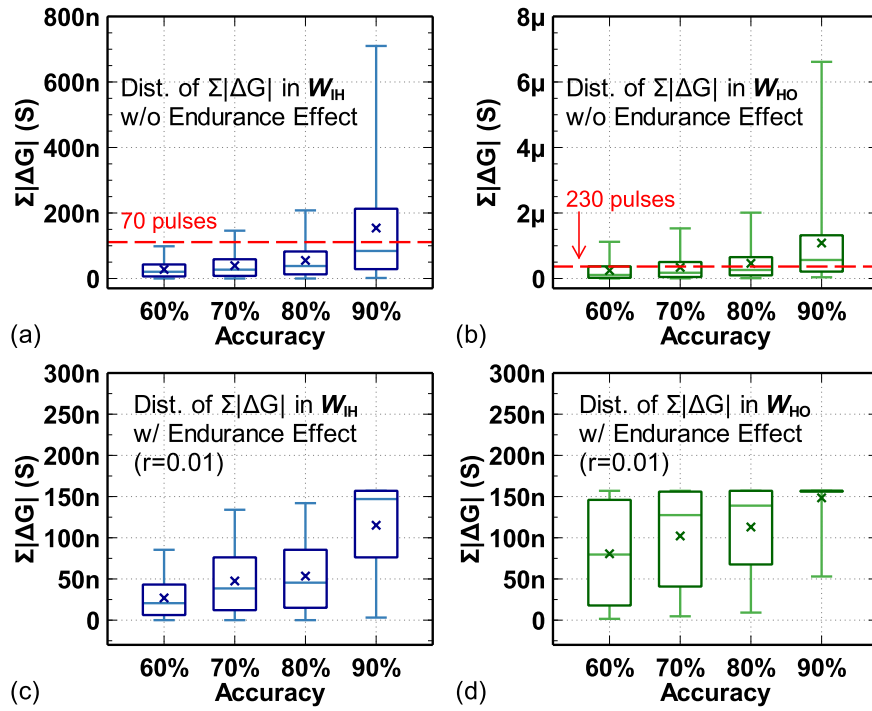 800n
600n
400n
200n
0
Σ|ΔG| (S)
Dist. of Σ|ΔG| in W_IH
w/o Endurance Effect
70 pulses
60% 70% 80% 90%
Accuracy
(a)
8μ
6μ
4μ
2μ
0
Σ|ΔG| (S)
Dist. of Σ|ΔG| in W_HO
w/o Endurance Effect
230 pulses
60% 70% 80% 90%
Accuracy
(b)
300n
250n
200n
150n
100n
50n
0
Σ|ΔG| (S)
Dist. of Σ|ΔG| in W_IH
w/ Endurance Effect
(r=0.01)
60% 70% 80% 90%
Accuracy
(c)
300n
250n
200n
150n
100n
50n
0
Σ|ΔG| (S)
Dist. of Σ|ΔG| in W_HO
w/ Endurance Effect
(r=0.01)
60% 70% 80% 90%
Accuracy
(d)